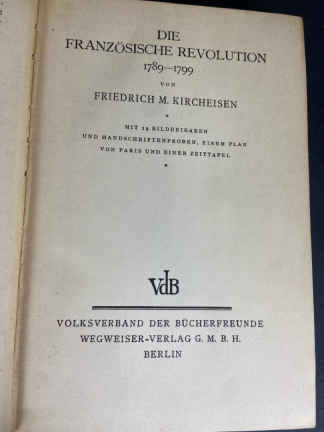 DIE
FRANZÖSISCHE REVOLUTION
1789—1799
VON
FRIEDRICH M. KIRCHEISEN
MIT 19 BILDBEIGABEN
UND HANDSCHRIFTENPROBEN, EINEM PLAN
VON PARIS UND EINER ZEITTAFEL
VdB
VOLKSVERBAND DER BÜCHERFREUNDE
WEGWEISER-VERLAG G. M. B. H.
BERLIN